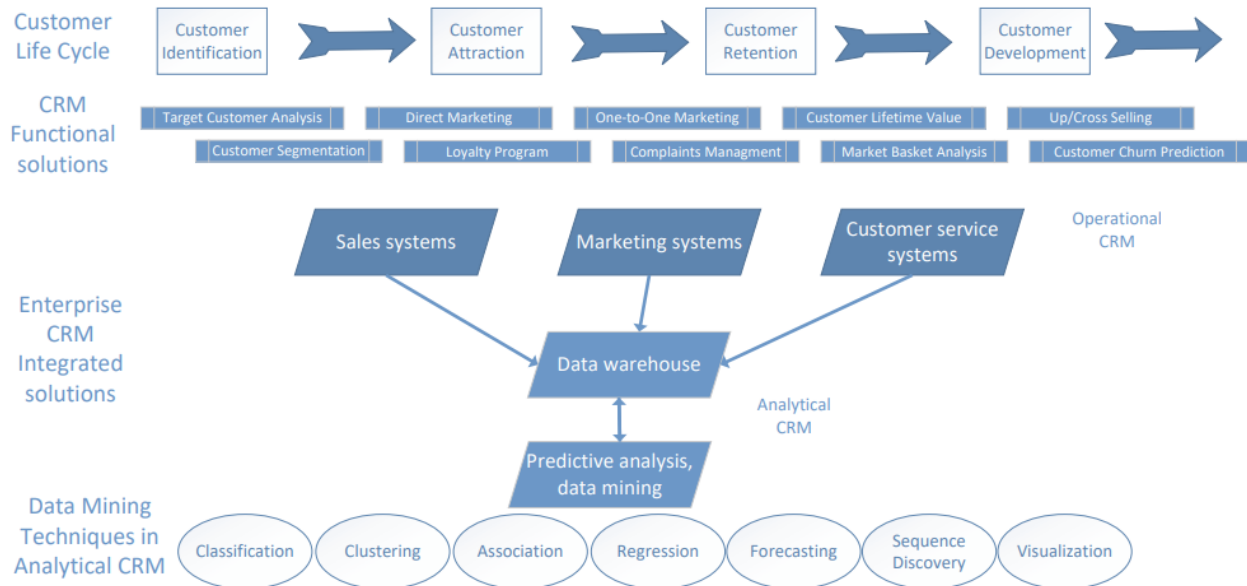 Customer
Life Cycle
Customer
Identification
Customer
Attraction
Customer
Retention
Customer
Development
CRM
Functional
solutions
Target Customer Analysis
Direct Marketing
One-to-One Marketing
Customer Lifetime Value
Up/Cross Selling
Customer Segmentation
Loyalty Program
Complaints Managment
Market Basket Analysis
Customer Churn Prediction
Sales systems
Marketing systems
Customer service
systems
Operational
CRM
Enterprise
CRM
Integrated
solutions
Data warehouse
Analytical
CRM
Predictive analysis,
data mining
Data Mining
Techniques in
Analytical CRM
Classification
Clustering
Association
Regression
Forecasting
Sequence
Discovery
Visualization